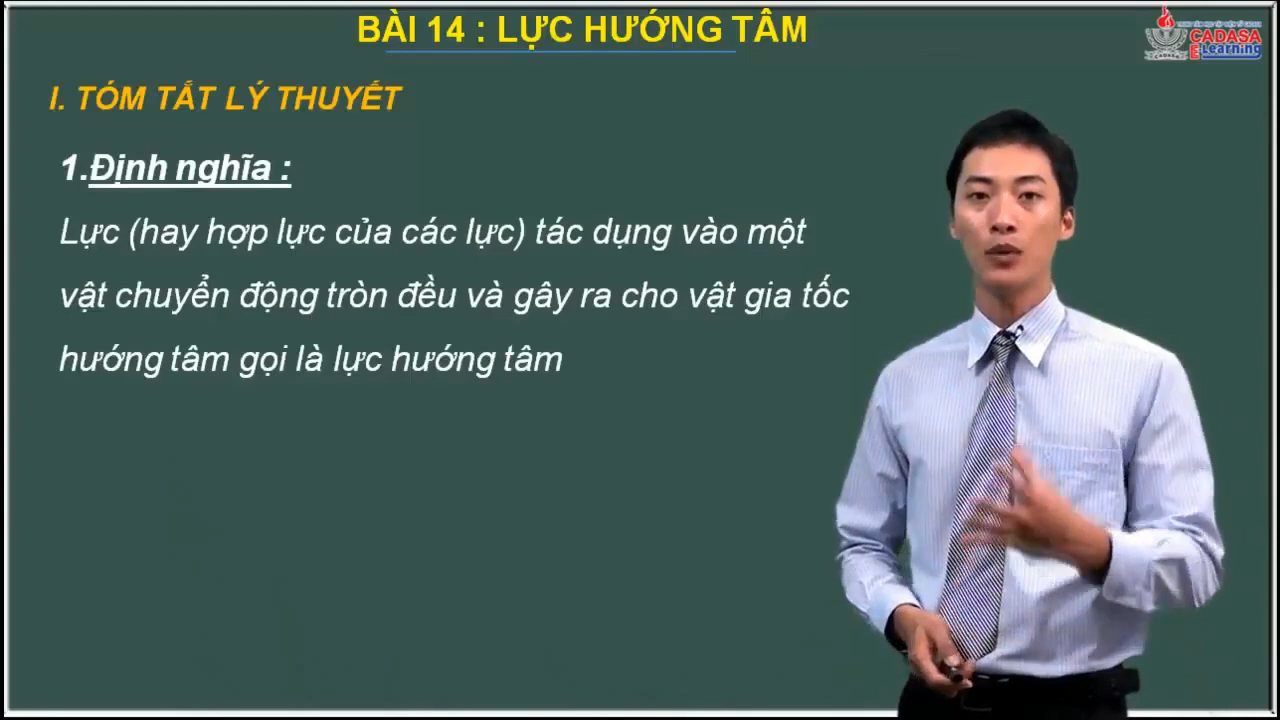 BÀI 14 : LỰC HƯỚNG TÂM
CADASA
E Learning
I. TÓM TẮT LÝ THUYẾT
1.Định nghĩa :
Lực (hay hợp lực của các lực) tác dụng vào một
vật chuyển động tròn đều và gây ra cho vật gia tốc
hướng tâm gọi là lực hướng tâm